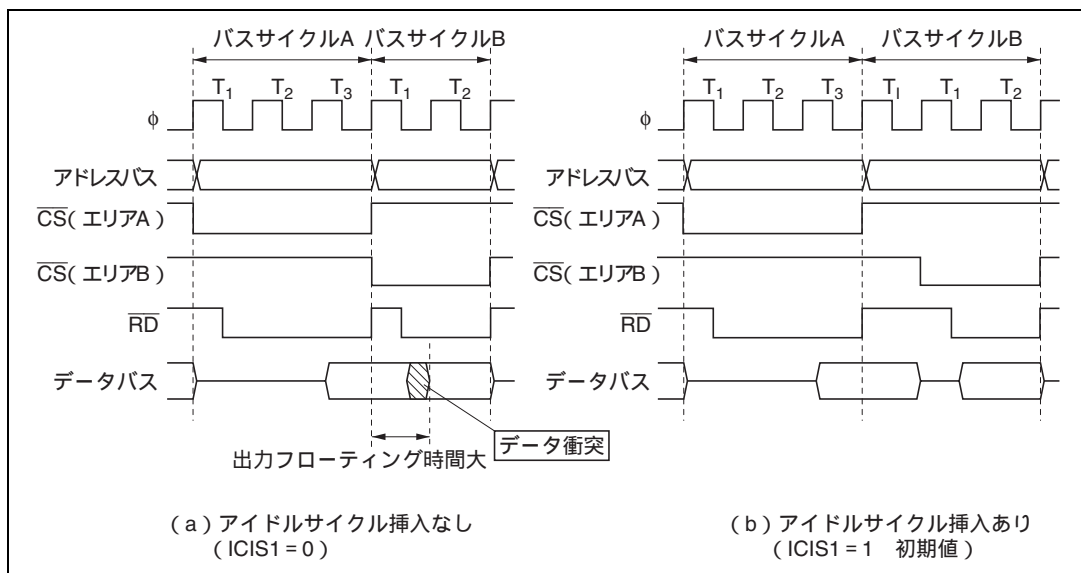 バスサイクルA
バスサイクルB
T1 T2 T3 T1 T2
φ
アドレスバス
CS(エリアA)
CS(エリアB)
RD
データバス
データ衝突
出力フローティング時間大
(a)アイドルサイクル挿入なし
(ICIS1=0)
バスサイクルA
バスサイクルB
T1 T2 T3 TI T1 T2
φ
アドレスバス
CS(エリアA)
CS(エリアB)
RD
データバス
(b)アイドルサイクル挿入あり
(ICIS1=1 初期値)